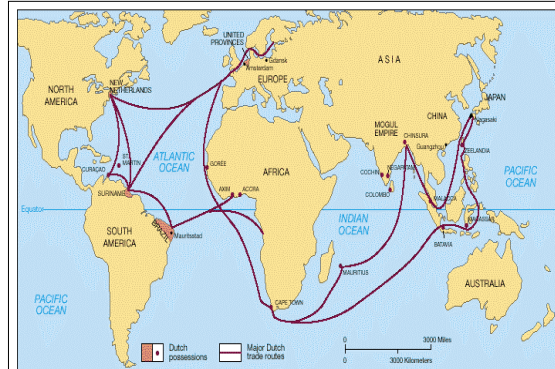 UNITED
PROVINCES
Amsterdam
Gdansk
EUROPE
ASIA
NORTH
AMERICA
NEW
NETHERLANDS
JAPAN
CHINA
Nagasaki
MOGUL
EMPIRE
CHINSURA
Guangzhou
ZEELANDIA
ATLANTIC
OCEAN
ST.
MARTIN
CURAÇAO
GORÉE
AFRICA
COCHIN
NEGAPATAM
COLOMBO
PACIFIC
OCEAN
SURINAME
AXIM
ACCRA
MALACCA
Equator
SOUTH
AMERICA
BRAZIL
Mauritsstad
INDIAN
OCEAN
BATAVIA
MAURITIUS
AUSTRALIA
PACIFIC
OCEAN
CAPE TOWN
Dutch
possessions
Major Dutch
trade routes
0
3000 Miles
0
3000 Kilometers